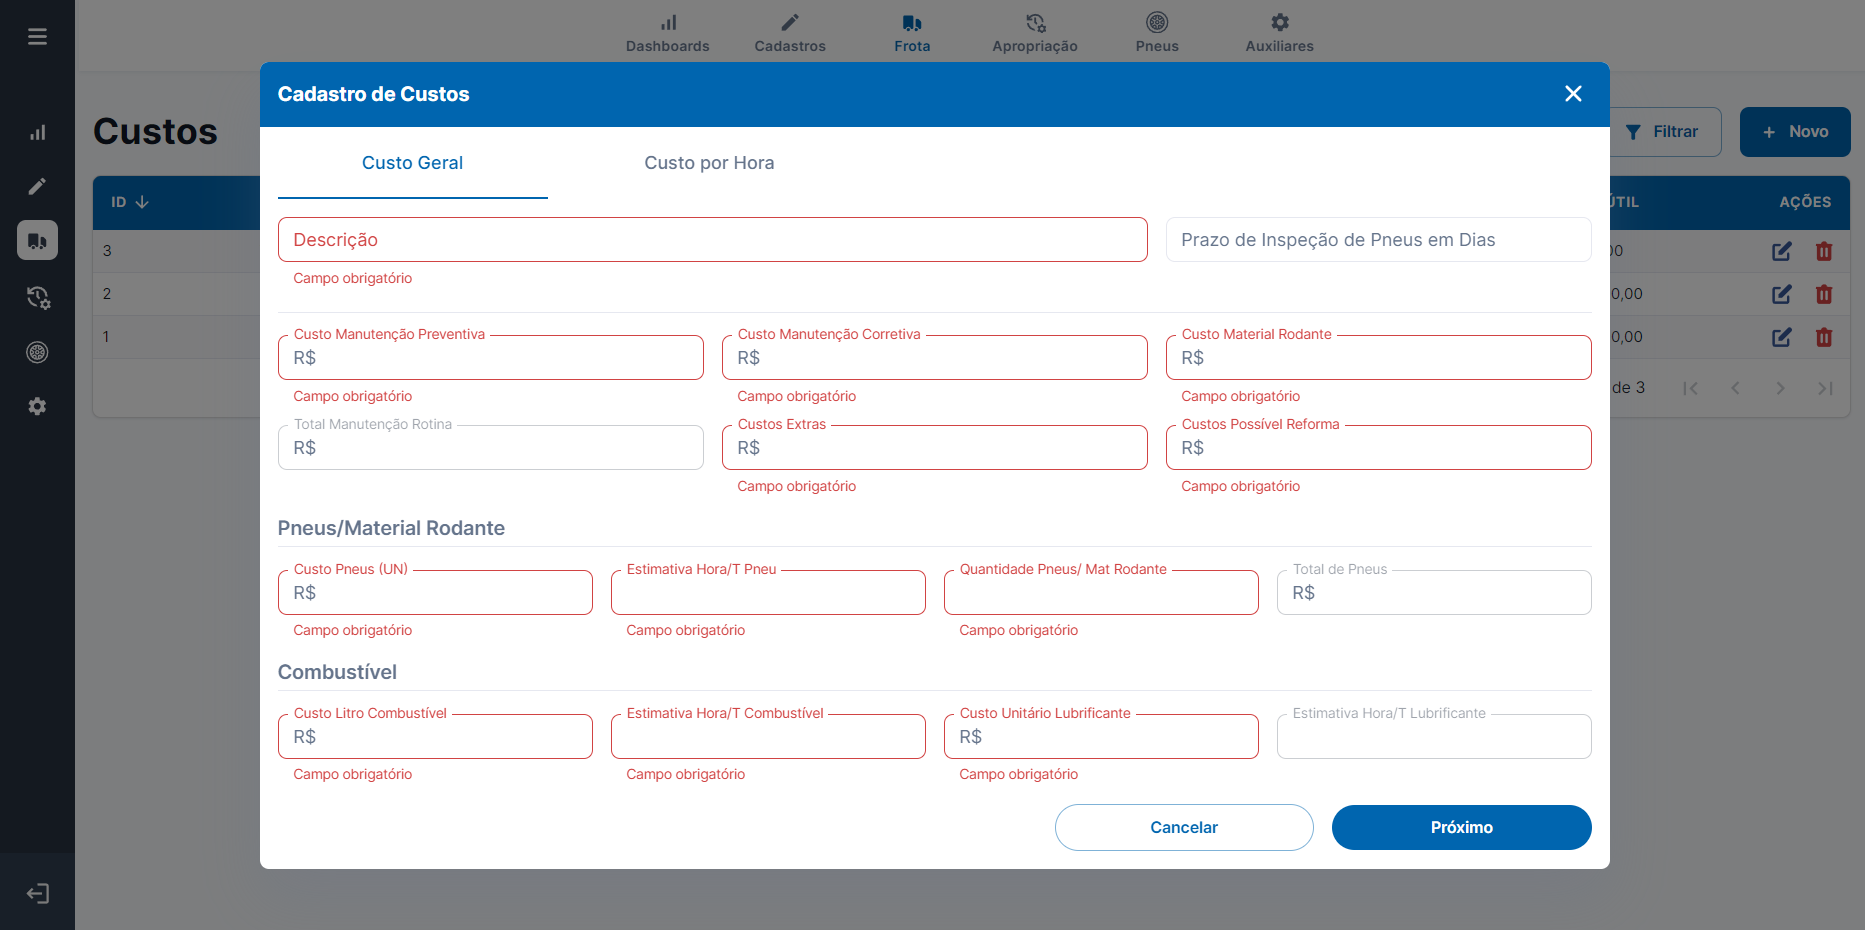 Dashboards
Cadastros
Frota
Apropriação
Pneus
Auxiliares
Cadastro de Custos
Custos
Filtrar
+ Novo
Custo Geral
Custo por Hora
ID
ÚTIL
AÇÕES
Descrição
Prazo de Inspeção de Pneus em Dias
Campo obrigatório
3
00
2
0,00
1
0,00
de 3
Custo Manutenção Preventiva
R$
Campo obrigatório
Custo Manutenção Corretiva
R$
Campo obrigatório
Custo Material Rodante
R$
Campo obrigatório
Total Manutenção Rotina
R$
Custos Extras
R$
Campo obrigatório
Custos Possível Reforma
R$
Campo obrigatório
Pneus/Material Rodante
Custo Pneus (UN)
R$
Campo obrigatório
Estimativa Hora/T Pneu
Campo obrigatório
Quantidade Pneus/ Mat Rodante
Campo obrigatório
Total de Pneus
R$
Combustível
Custo Litro Combustível
R$
Campo obrigatório
Estimativa Hora/T Combustível
Campo obrigatório
Custo Unitário Lubrificante
R$
Campo obrigatório
Estimativa Hora/T Lubrificante
Cancelar
Próximo